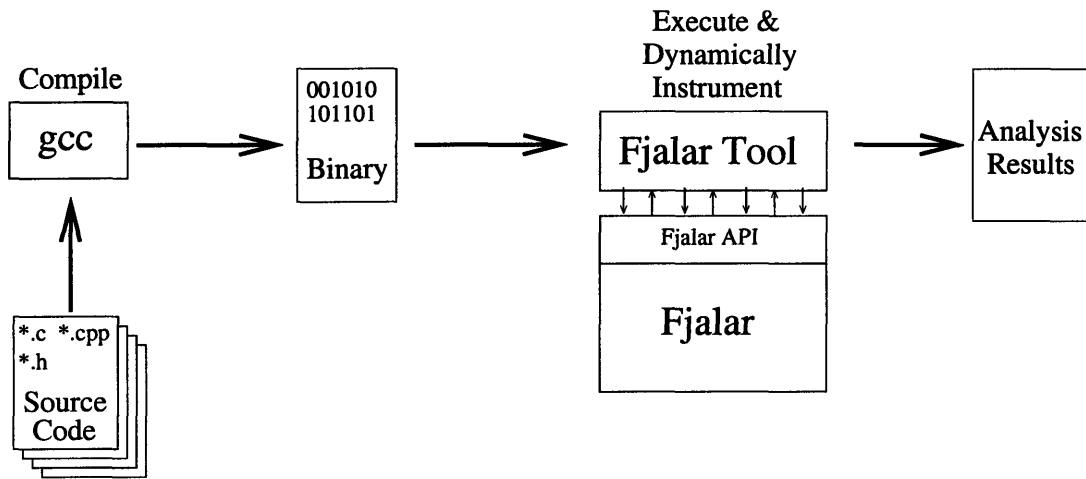 Compile
gcc
*.c *.cpp
*.h
Source
Code
001010
101101
Binary
Execute &
Dynamically
Instrument
Fjalar Tool
Fjalar API
Fjalar
Analysis
Results